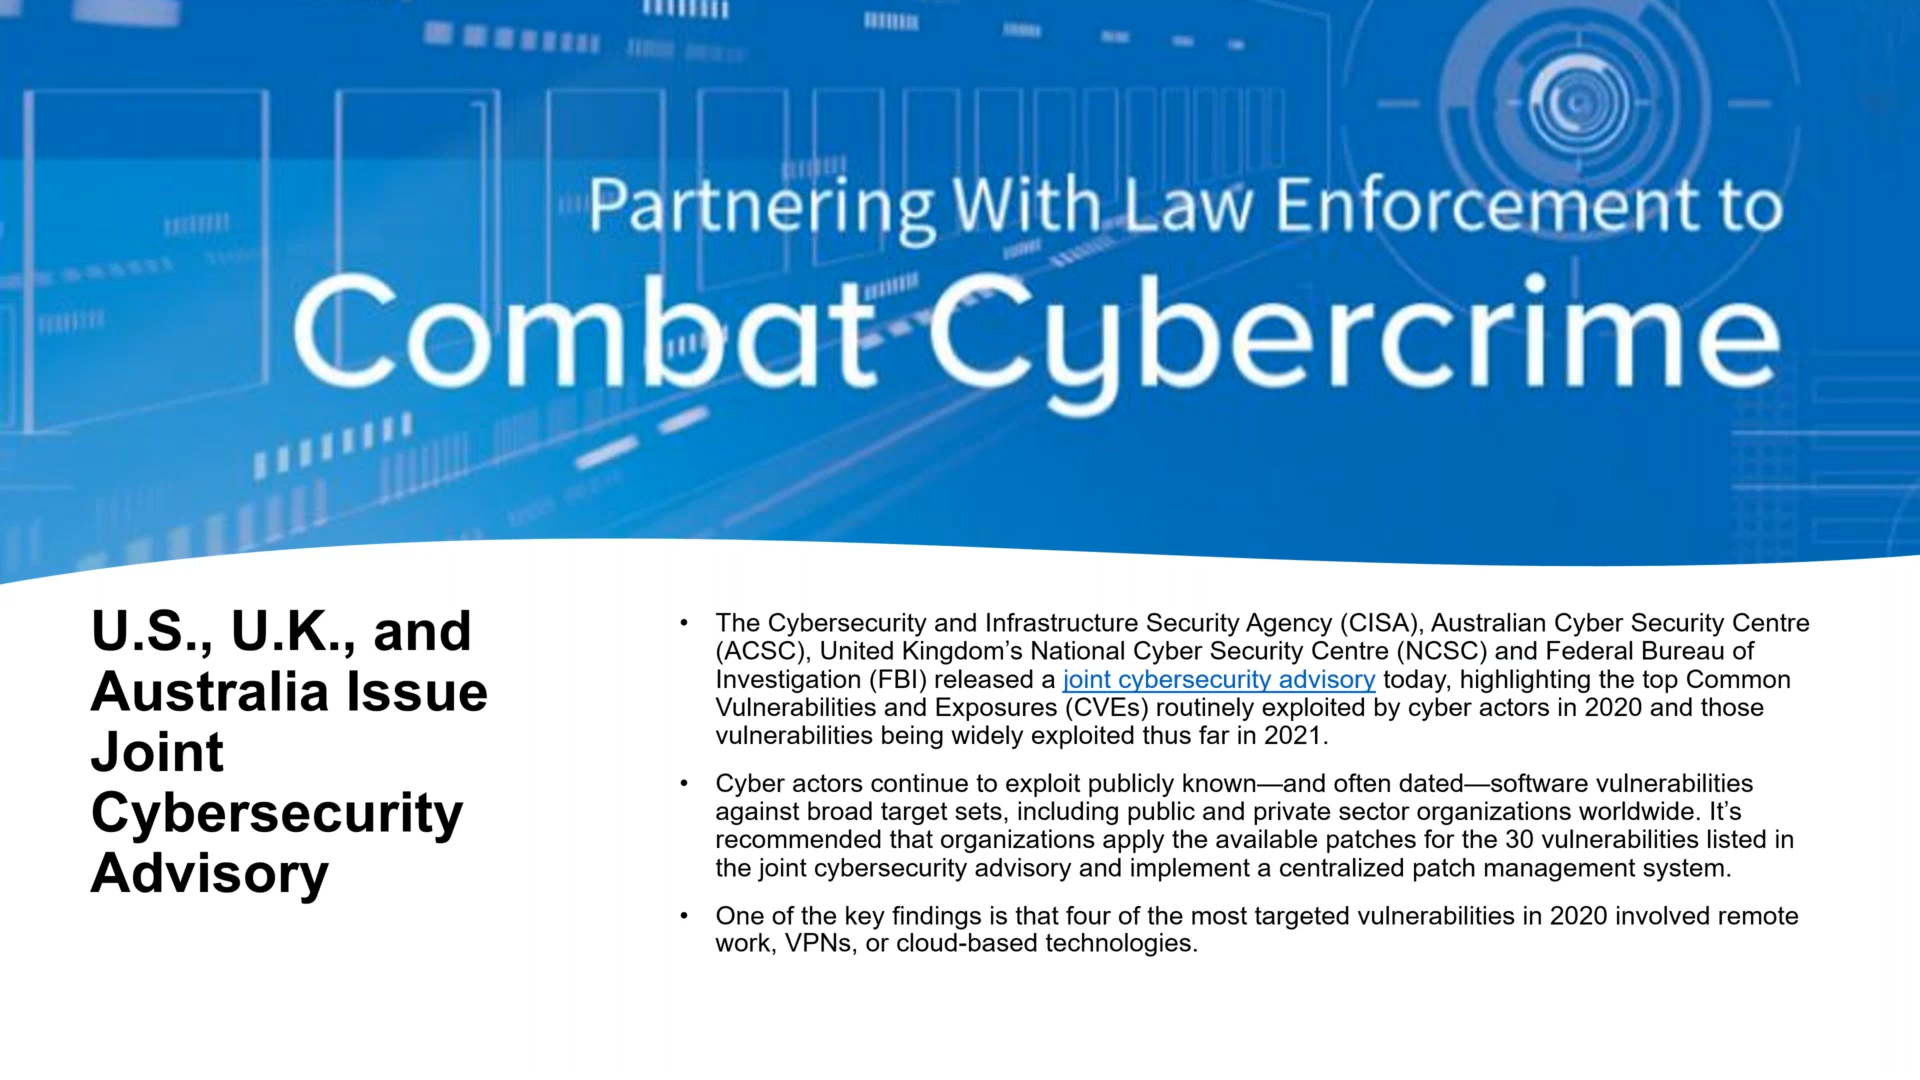 Partnering With Law Enforcement to
Combat Cybercrime
U.S., U.K., and
Australia Issue
Joint
Cybersecurity
Advisory
• The Cybersecurity and Infrastructure Security Agency (CISA), Australian Cyber Security Centre
(ACSC), United Kingdom’s National Cyber Security Centre (NCSC) and Federal Bureau of
Investigation (FBI) released a joint cybersecurity advisory today, highlighting the top Common
Vulnerabilities and Exposures (CVEs) routinely exploited by cyber actors in 2020 and those
vulnerabilities being widely exploited thus far in 2021.
• Cyber actors continue to exploit publicly known—and often dated—software vulnerabilities
against broad target sets, including public and private sector organizations worldwide. It’s
recommended that organizations apply the available patches for the 30 vulnerabilities listed in
the joint cybersecurity advisory and implement a centralized patch management system.
• One of the key findings is that four of the most targeted vulnerabilities in 2020 involved remote
work, VPNs, or cloud-based technologies.